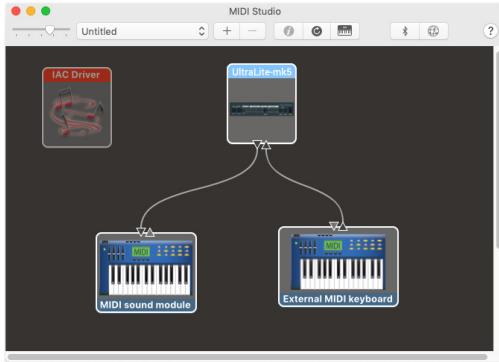 MIDI Studio
Untitled
?
IAC Driver
UltraLite-mk5
MIDI
MIDI
MIDI sound module
External MIDI keyboard